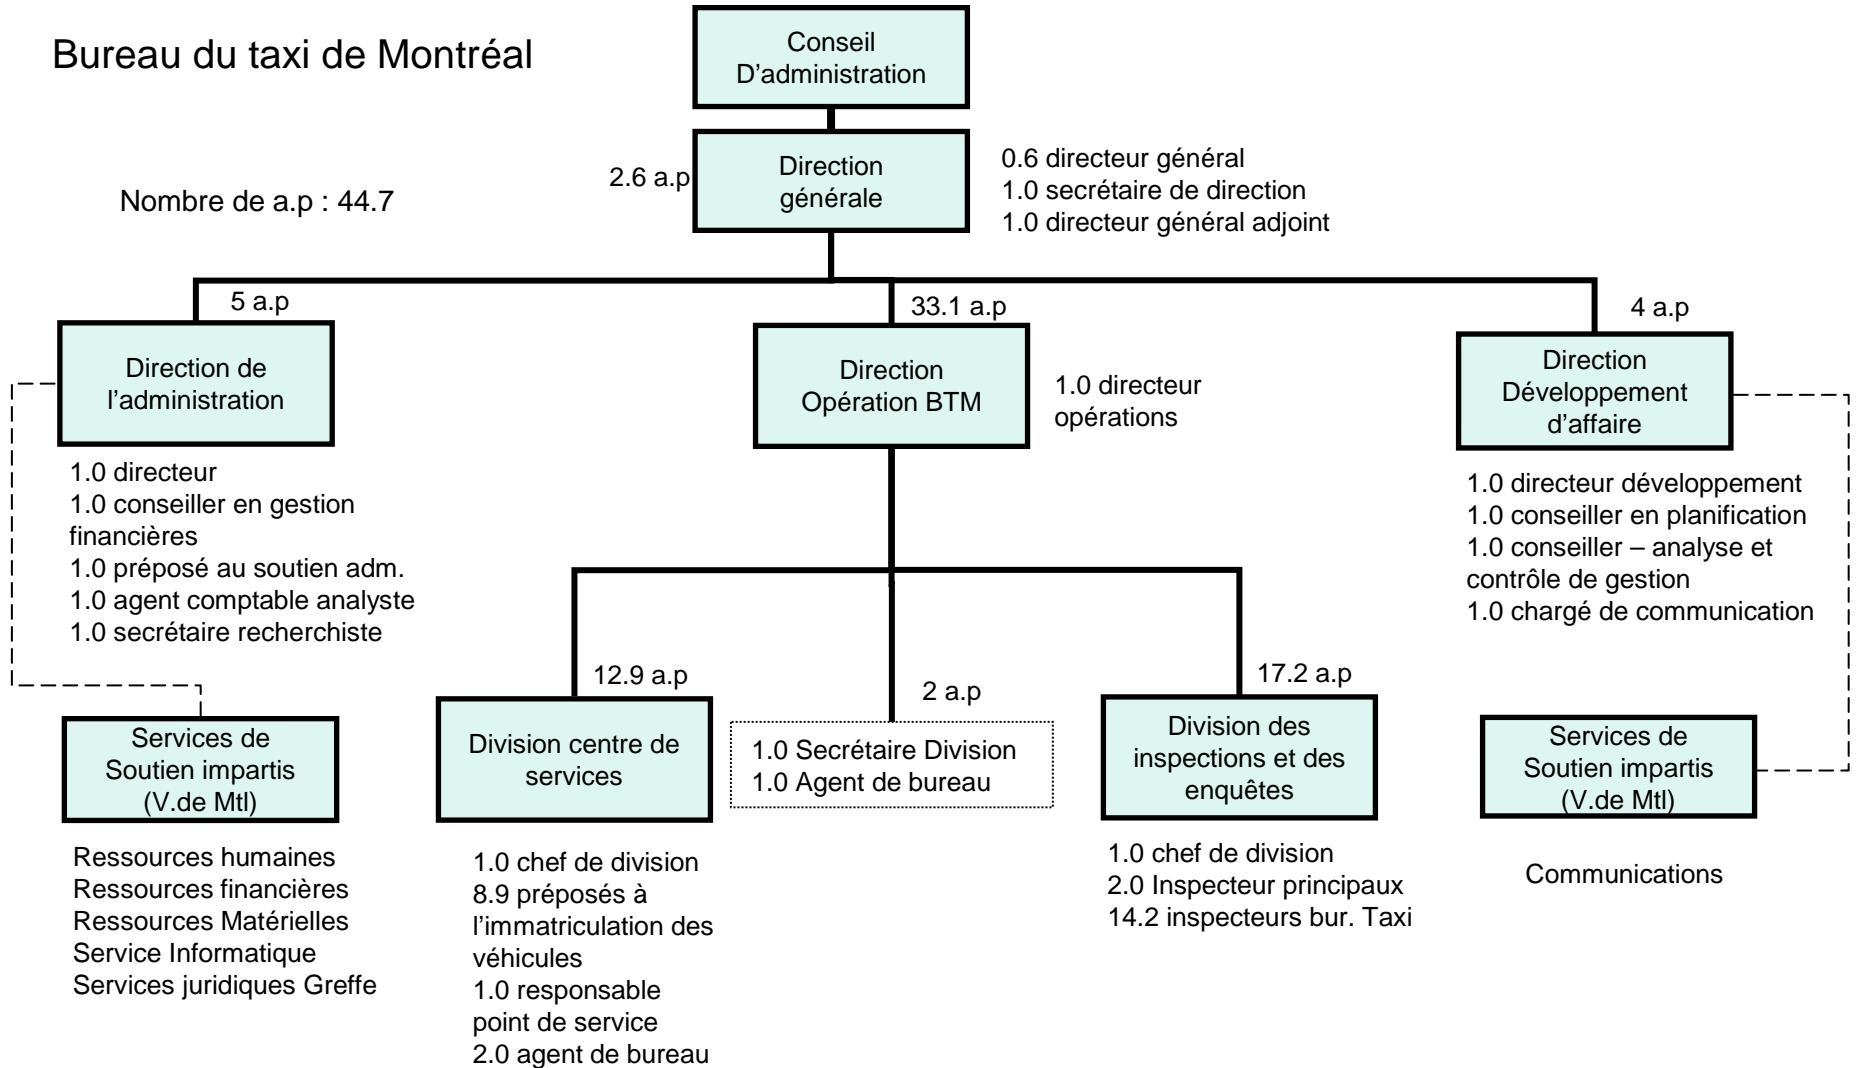 Bureau du taxi de Montréal
Conseil
D'administration
Nombre de a.p : 44.7
2.6 a.p
Direction
générale
0.6 directeur général
1.0 secrétaire de direction
1.0 directeur général adjoint
5 a.p
Direction de
l'administration
1.0 directeur
1.0 conseiller en gestion
financières
1.0 préposé au soutien adm.
1.0 agent comptable analyste
1.0 secrétaire recherchiste
33.1 a.p
Direction
Opération BTM
1.0 directeur
opérations
4 a.p
Direction
Développement
d'affaire
1.0 directeur développement
1.0 conseiller en planification
1.0 conseiller – analyse et
contrôle de gestion
1.0 chargé de communication
Services de
Soutien impartis
(V.de Mtl)
Ressources humaines
Ressources financières
Ressources Matérielles
Service Informatique
Services juridiques Greffe
12.9 a.p
Division centre de
services
1.0 chef de division
8.9 préposés à
l'immatriculation des
véhicules
1.0 responsable
point de service
2.0 agent de bureau
2 a.p
1.0 Secrétaire Division
1.0 Agent de bureau
17.2 a.p
Division des
inspections et des
enquêtes
1.0 chef de division
2.0 Inspecteur principaux
14.2 inspecteurs bur. Taxi
Services de
Soutien impartis
(V.de Mtl)
Communications